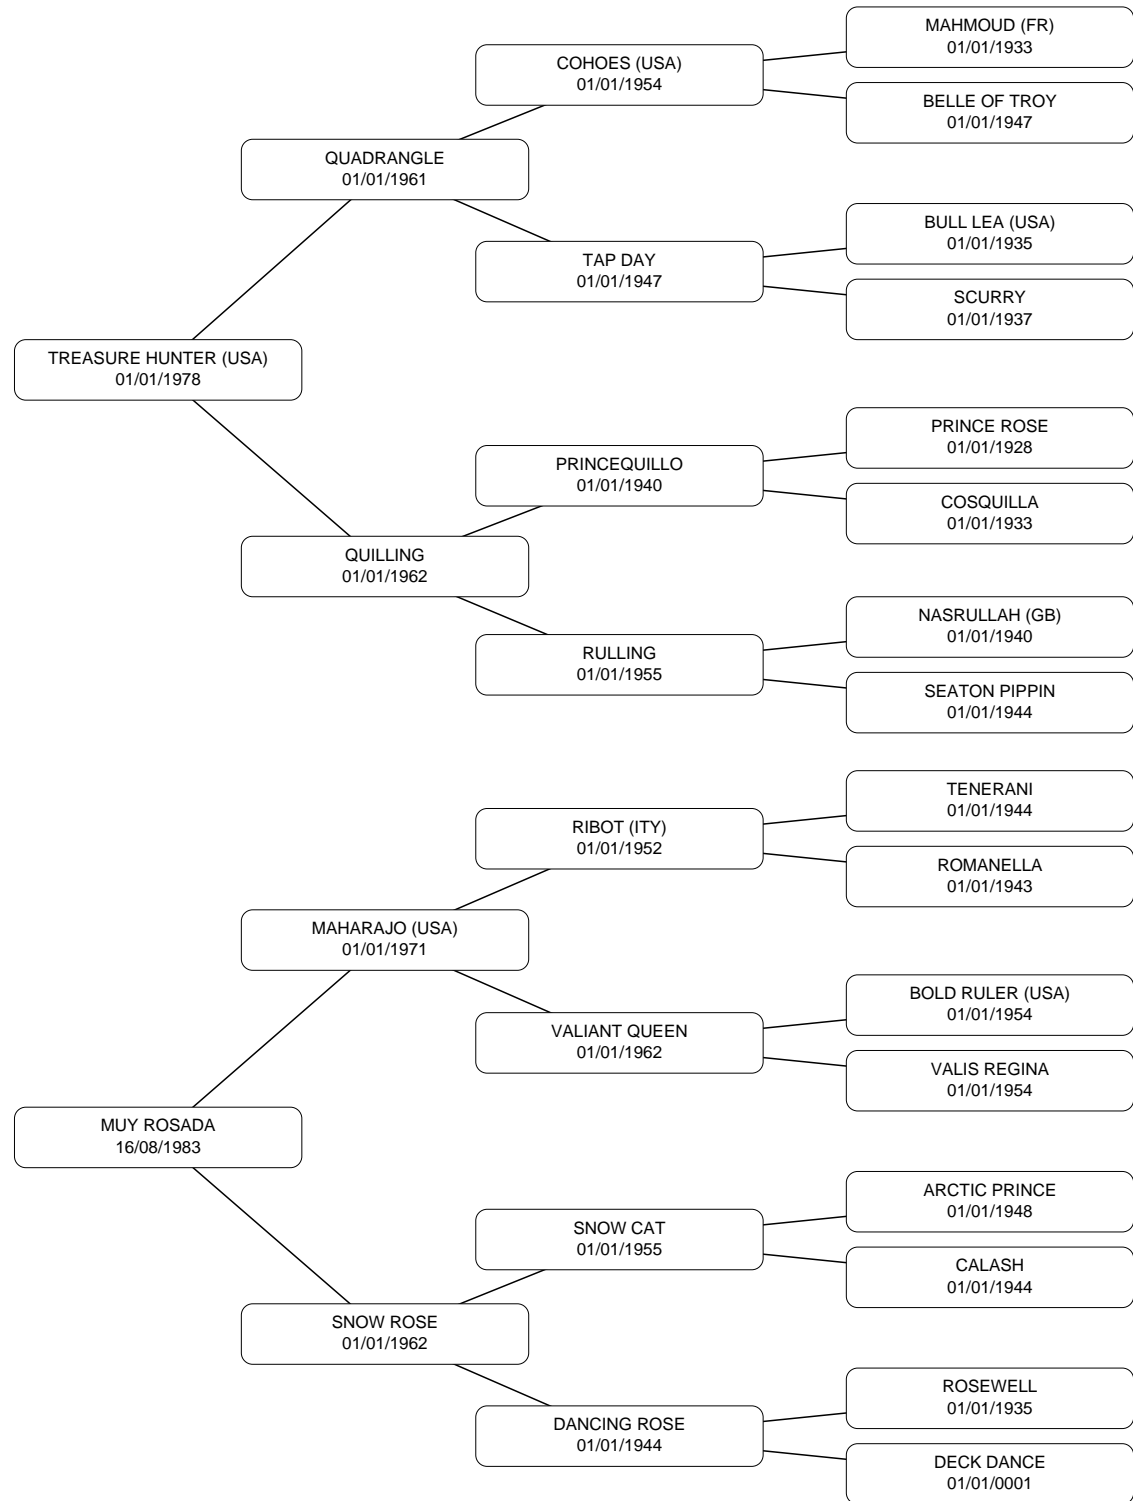 MAHMOUD (FR)
01/01/1933
COHOES (USA)
01/01/1954
BELLE OF TROY
01/01/1947
QUADRANGLE
01/01/1961
BULL LEA (USA)
01/01/1935
TAP DAY
01/01/1947
SCURRY
01/01/1937
TREASURE HUNTER (USA)
01/01/1978
PRINCE ROSE
01/01/1928
PRINCEQUILLO
01/01/1940
COSQUILLA
01/01/1933
QUILLING
01/01/1962
NASRULLAH (GB)
01/01/1940
RULLING
01/01/1955
SEATON PIPPIN
01/01/1944
TENERANI
01/01/1944
RIBOT (ITY)
01/01/1952
ROMANELLA
01/01/1943
MAHARAJO (USA)
01/01/1971
BOLD RULER (USA)
01/01/1954
VALIANT QUEEN
01/01/1962
VALIS REGINA
01/01/1954
MUY ROSADA
16/08/1983
ARCTIC PRINCE
01/01/1948
SNOW CAT
01/01/1955
CALASH
01/01/1944
SNOW ROSE
01/01/1962
ROSEWELL
01/01/1935
DANCING ROSE
01/01/1944
DECK DANCE
01/01/0001